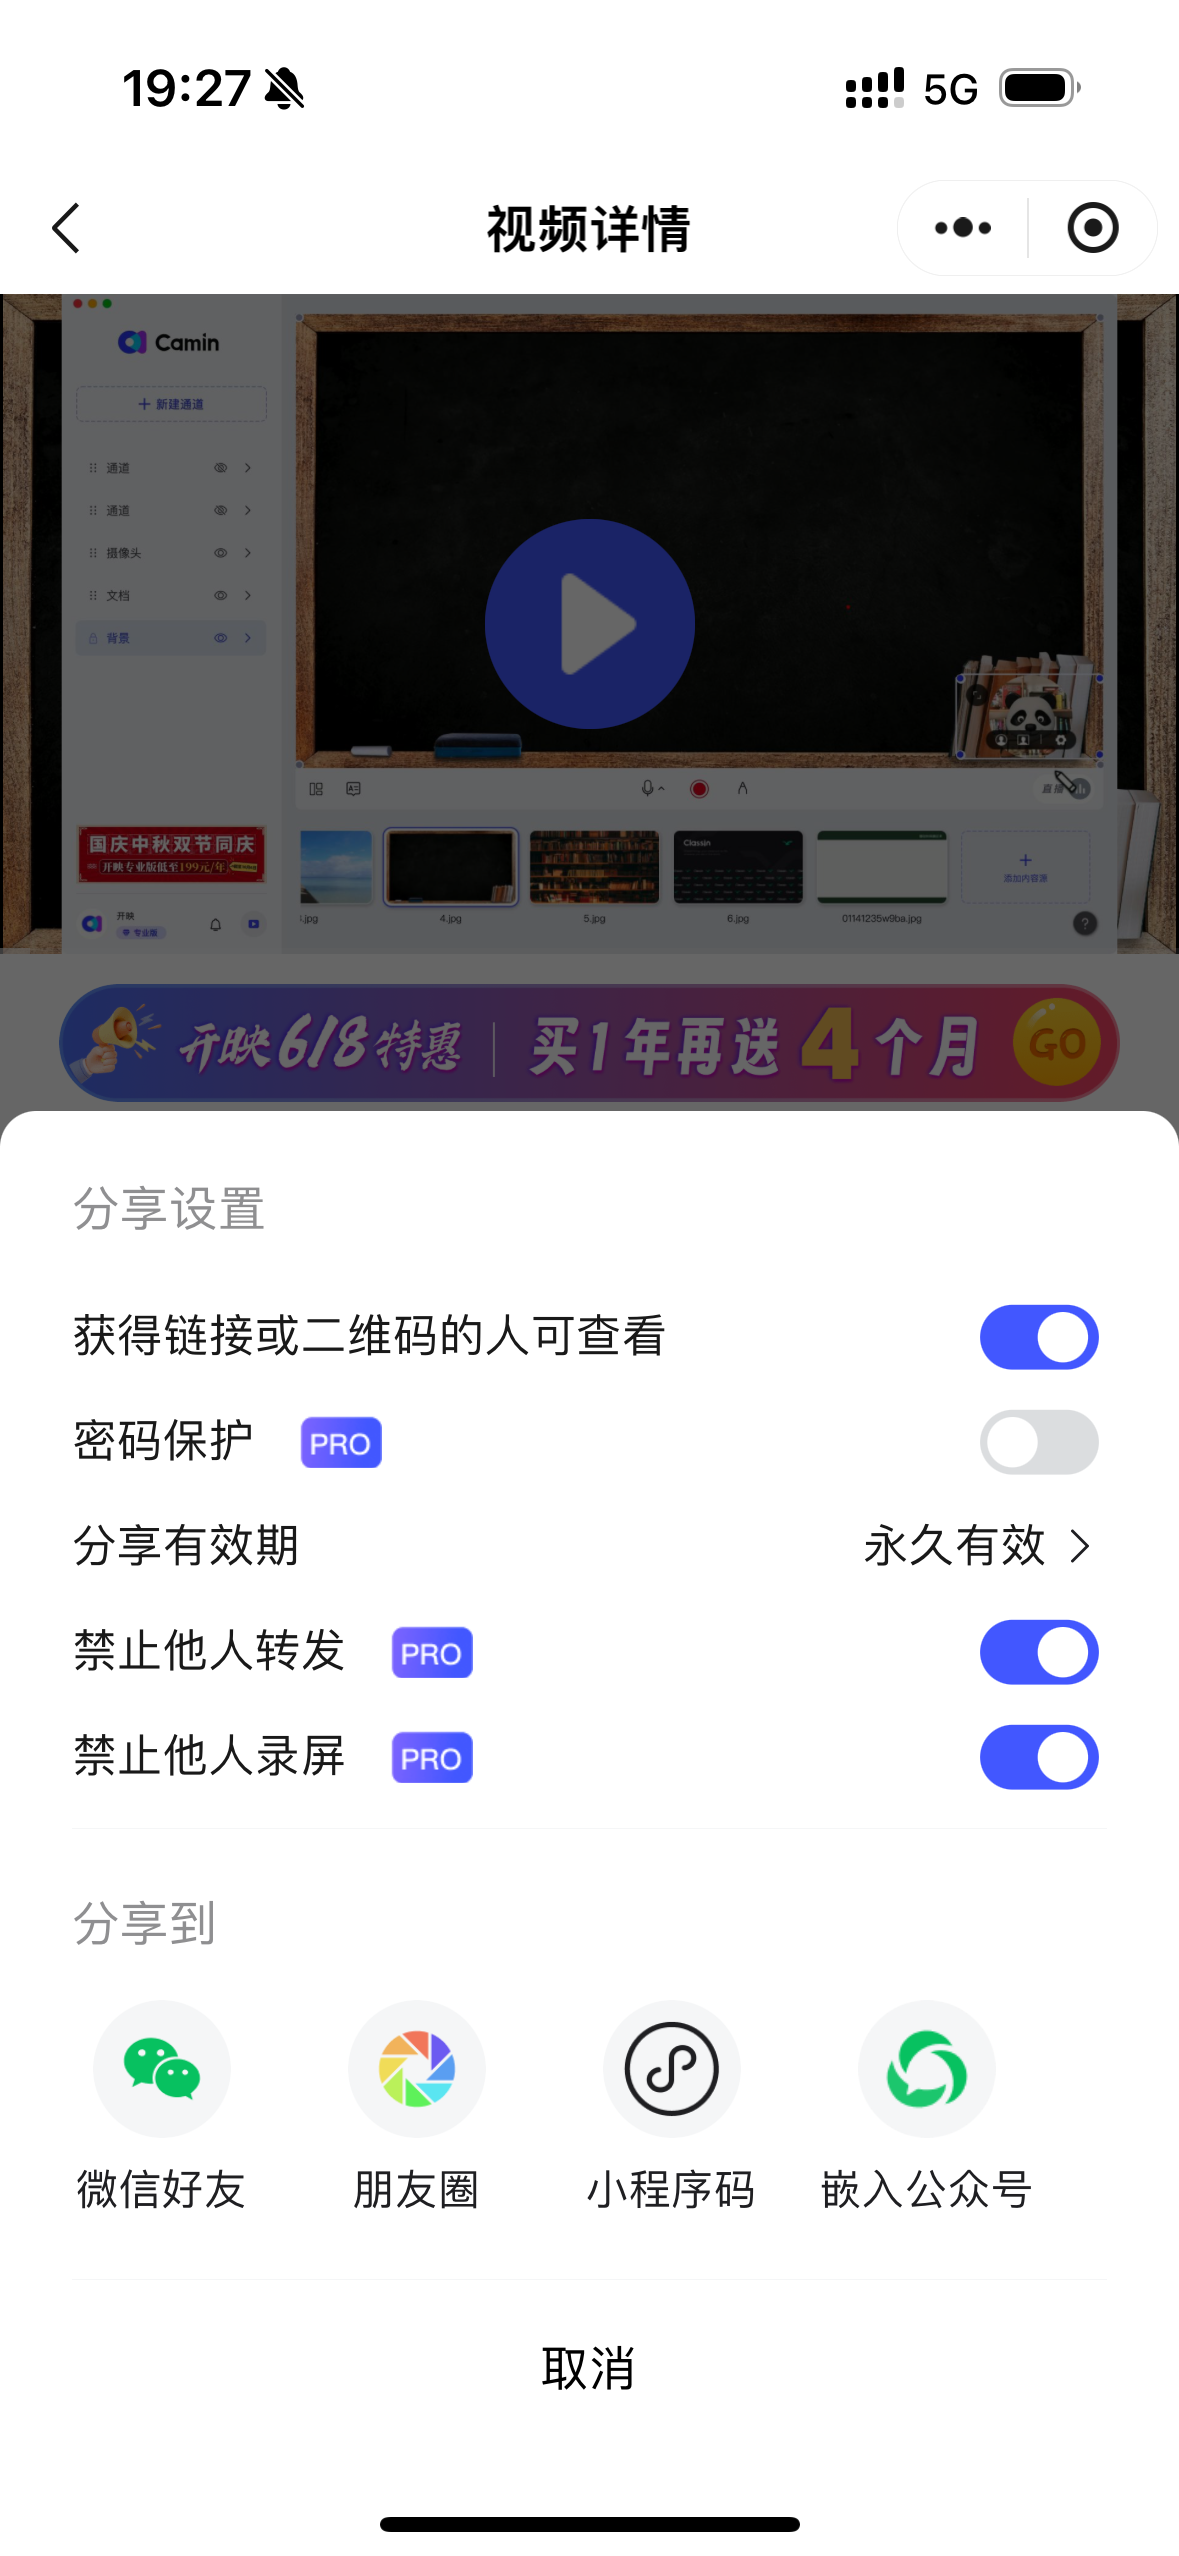 19:27
5G
视频详情
Camin
新建通道
通道
通道
摄像头
文档
背景
直播
国庆中秋双节同庆
开映专业版低至199元/年
Classin
添加内容源
4.jpg
5.jpg
6.jpg
01141235w9ba.jpg
开映
专业版
?
开映6/8特惠
买1年再送4个月
GO
分享设置
获得链接或二维码的人可查看
密码保护 PRO
分享有效期 永久有效
禁止他人转发 PRO
禁止他人录屏 PRO
分享到
微信好友 朋友圈 小程序码 嵌入公众号
取消